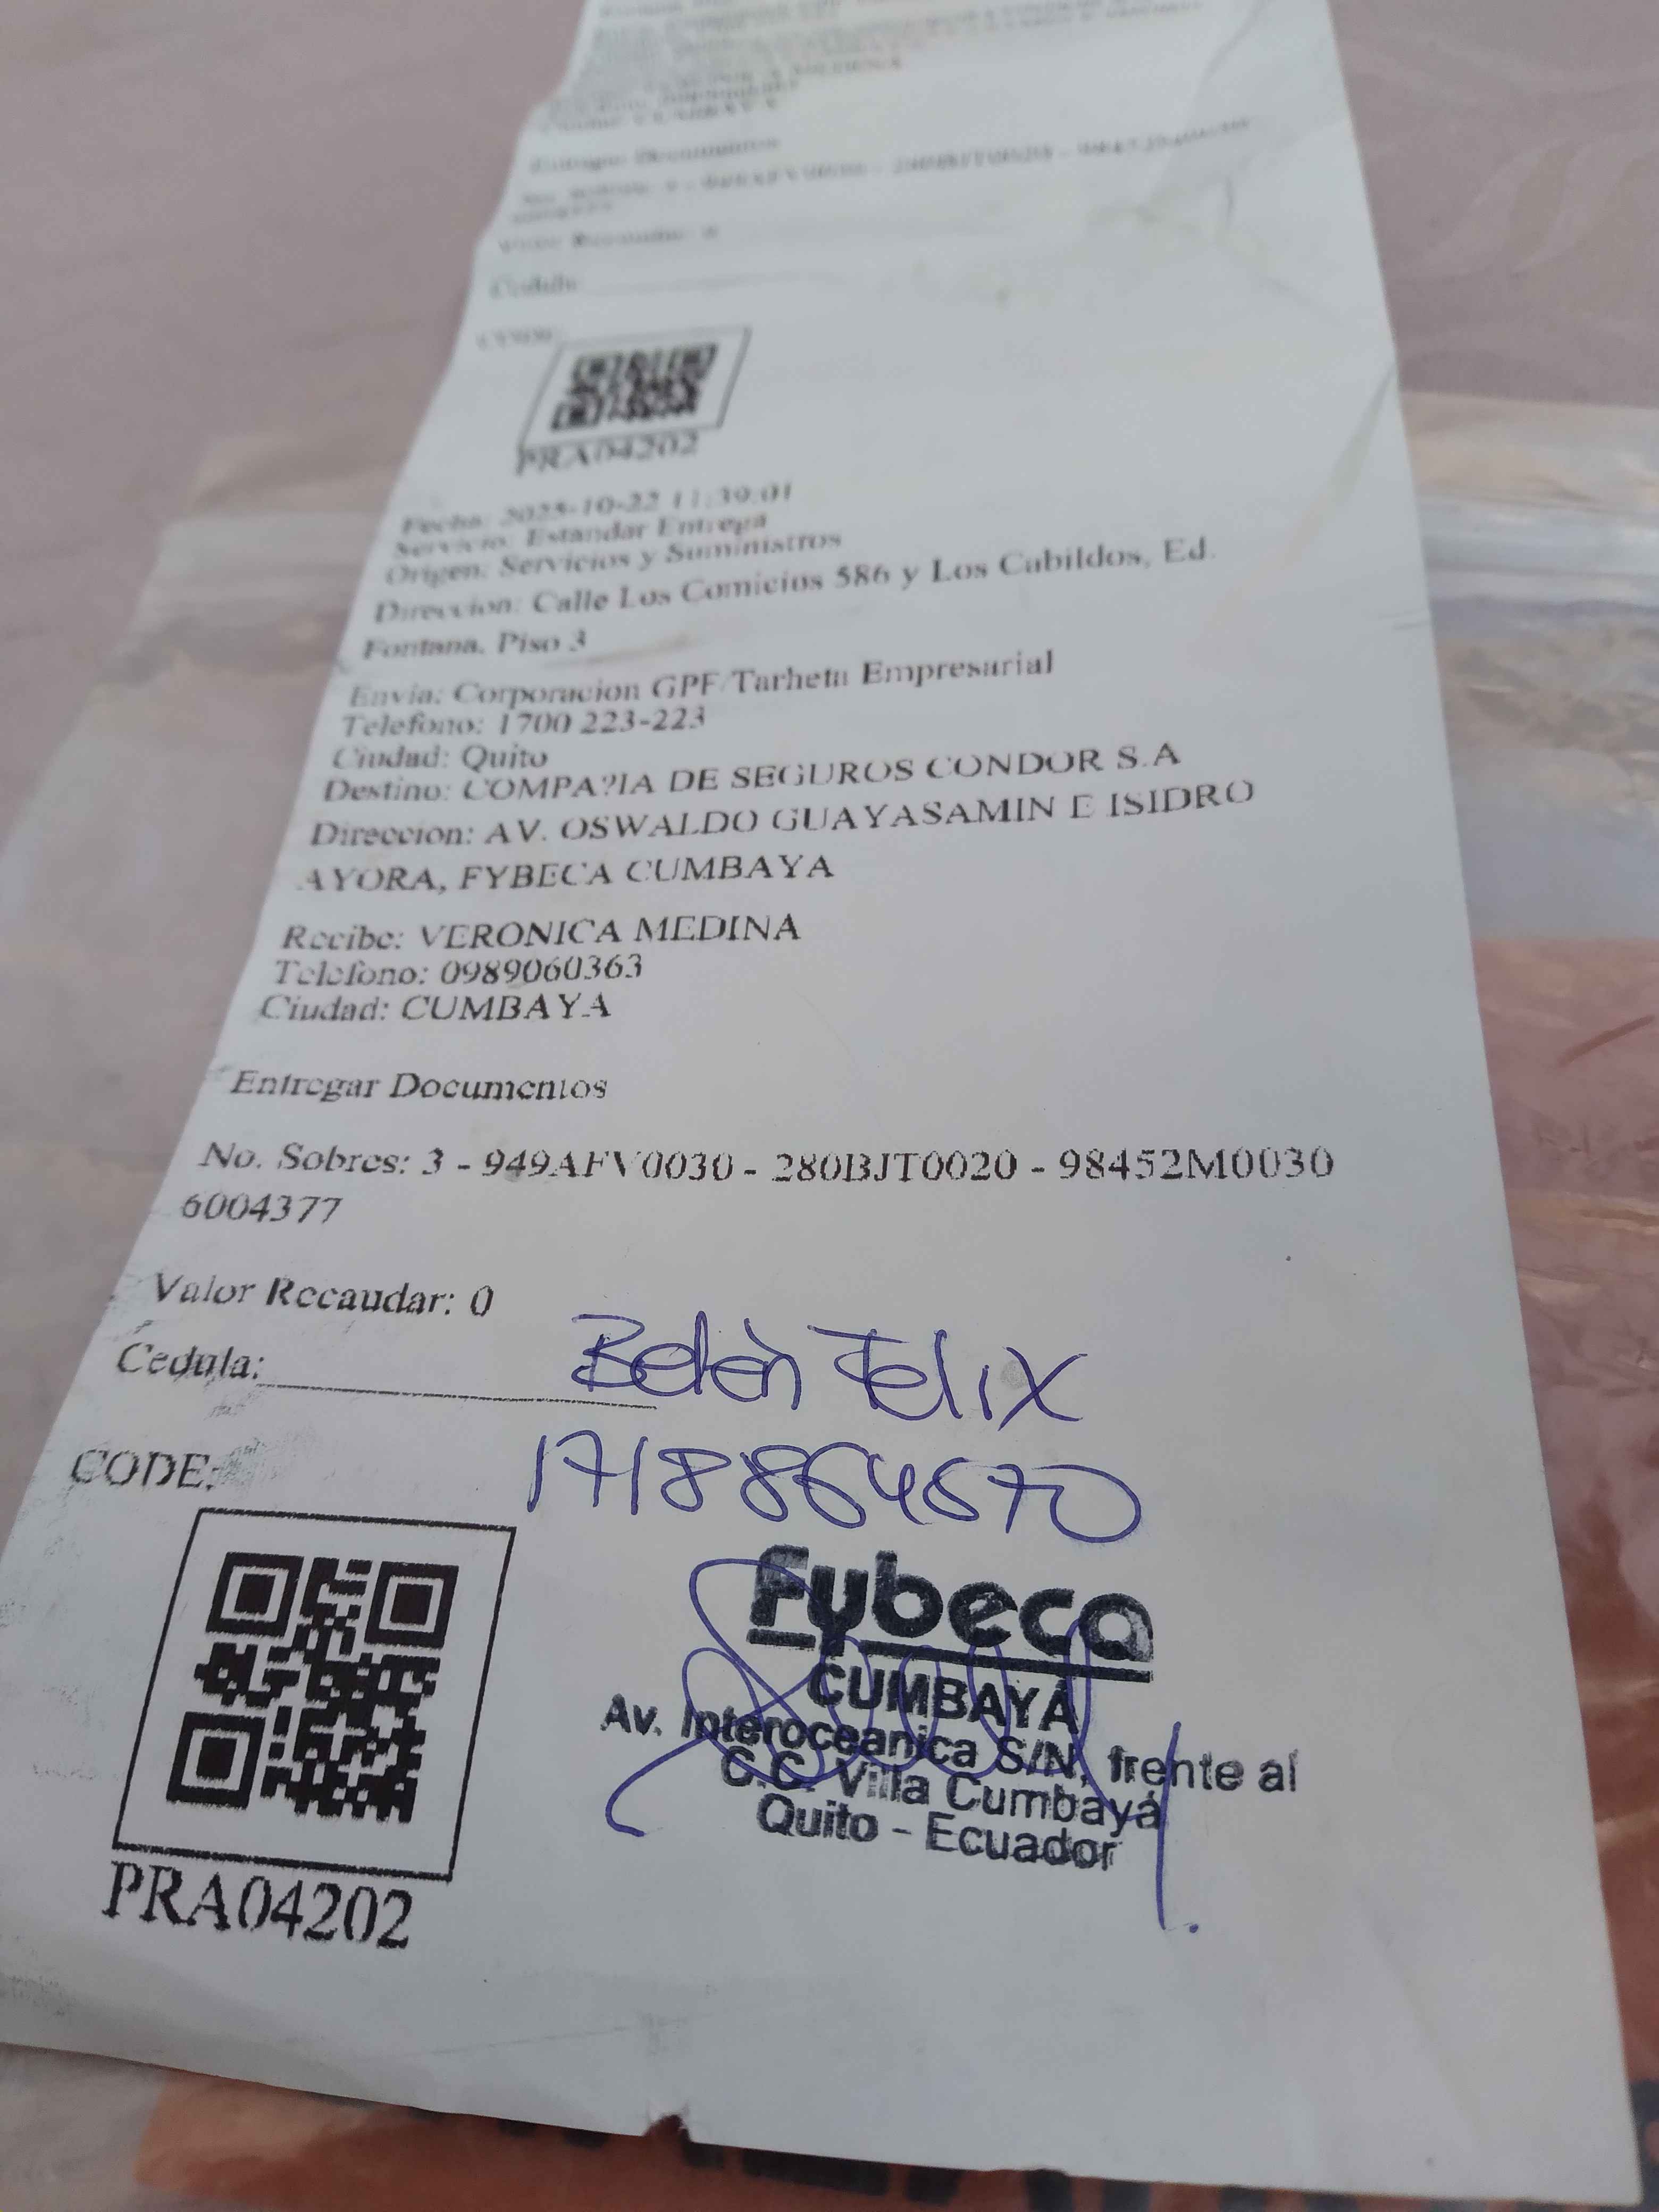 PRA04202
Fecha: 2025-10-22 11:39:01
Servicio: Estandar Entrega
Origen: Servicios y Suministros
Direccion: Calle Los Comicios 586 y Los Cabildos, Ed.
Fontana. Piso 3
Envia: Corporacion GPF/Tarheta Empresarial
Telefono: 1700 223-223
Ciudad: Quito
Destino: COMPA?IA DE SEGUROS CONDOR S.A
Direccion: AV. OSWALDO GUAYASAMIN E ISIDRO
AYORA, FYBECA CUMBAYA
Recibe: VERONICA MEDINA
Telefono: 0989060363
Ciudad: CUMBAYA
Entregar Documentos
No. Sobres: 3 - 949AFV0030 - 280BJT0020 - 98452M0030
6004377
Valor Recaudar: 0
Cedula:
Belèn Felix
1718864570
CODE:
PRA04202
Fybeca
CUMBAYÁ
Av. Interoceanica S/N, frente al
C.C. Villa Cumbayá
Quito - Ecuador